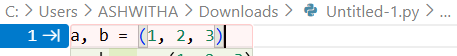 C: > Users > ASHWITHA > Downloads > Untitled-1.py > ...
1 a, b = (1, 2, 3)